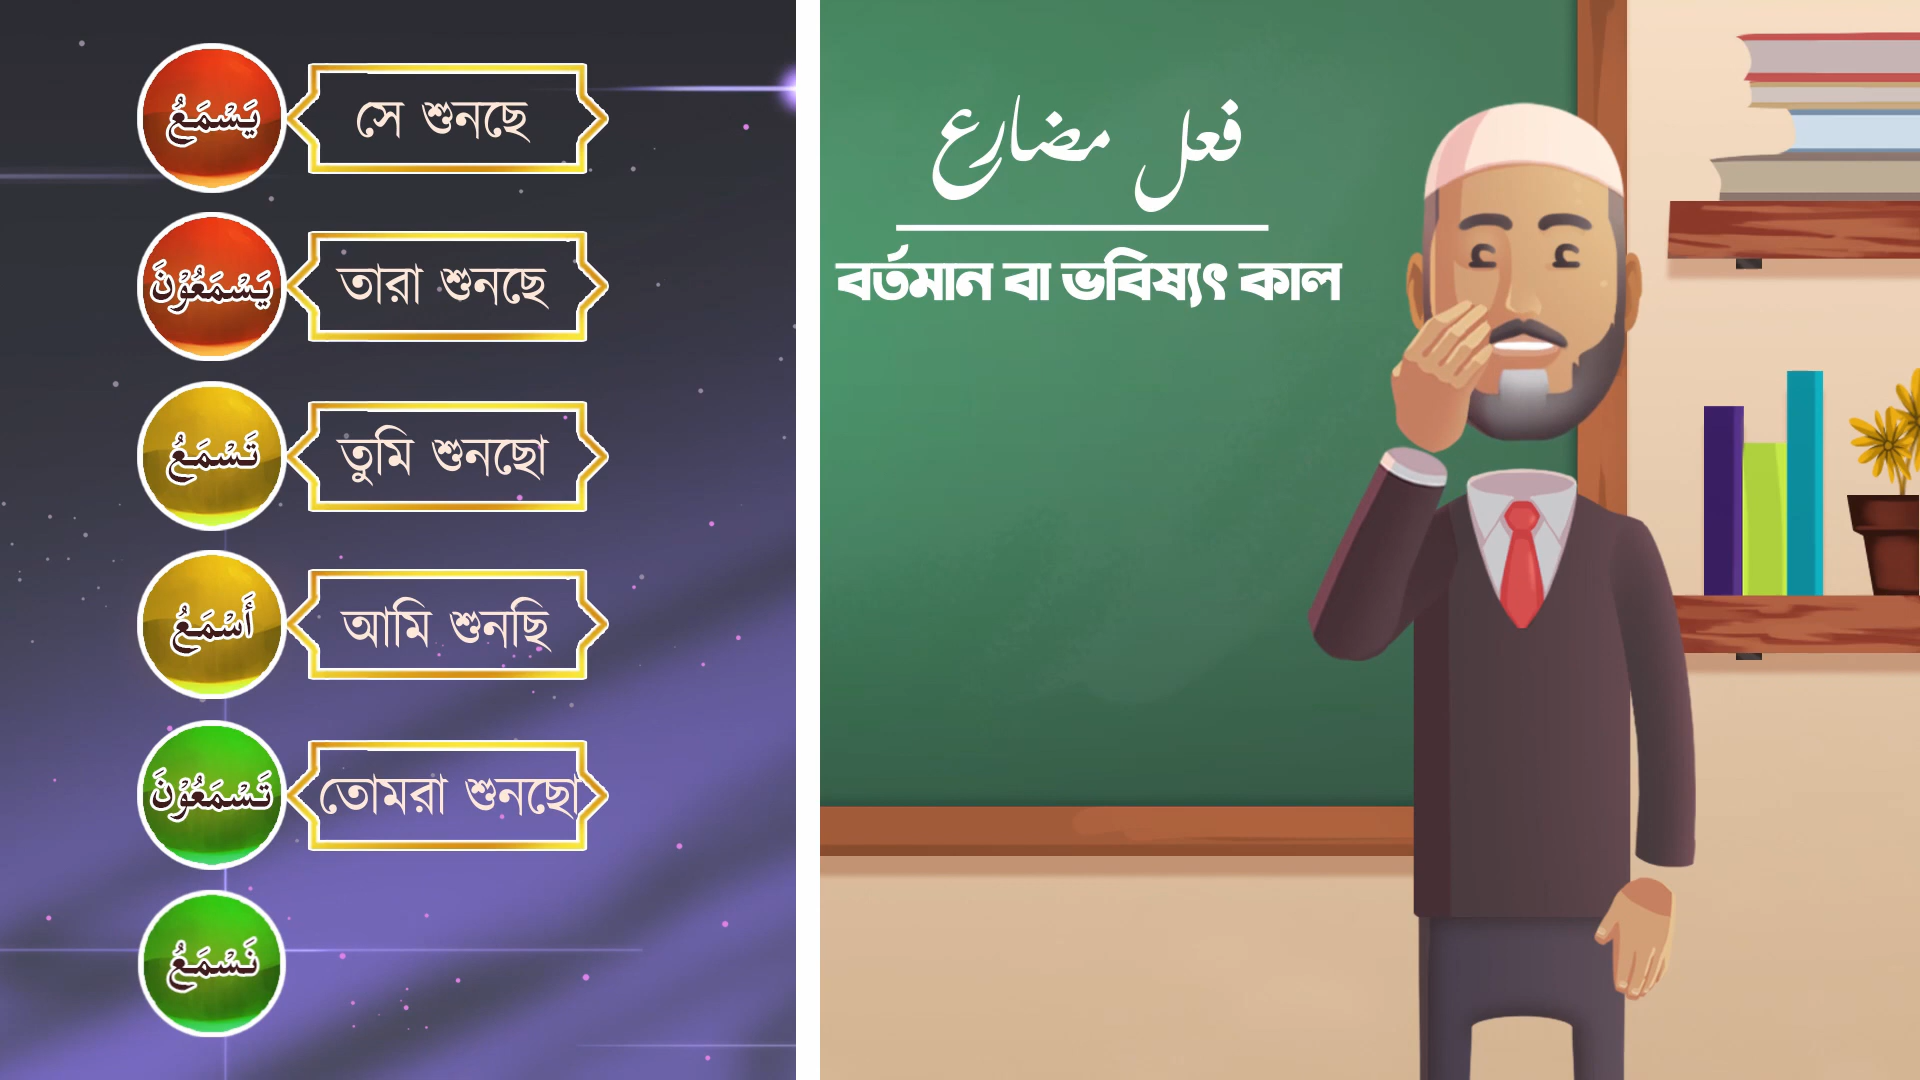 يَسْمَعُ
সে শুনছে
يَسْمَعُوْنَ
তারা শুনছে
تَسْمَعُ
তুমি শুনছো
أَسْمَعُ
আমি শুনছি
تَسْمَعُوْنَ
তোমরা শুনছো
نَسْمَعُ
فعل مضارع
বর্তমান বা ভবিষ্যৎ কাল